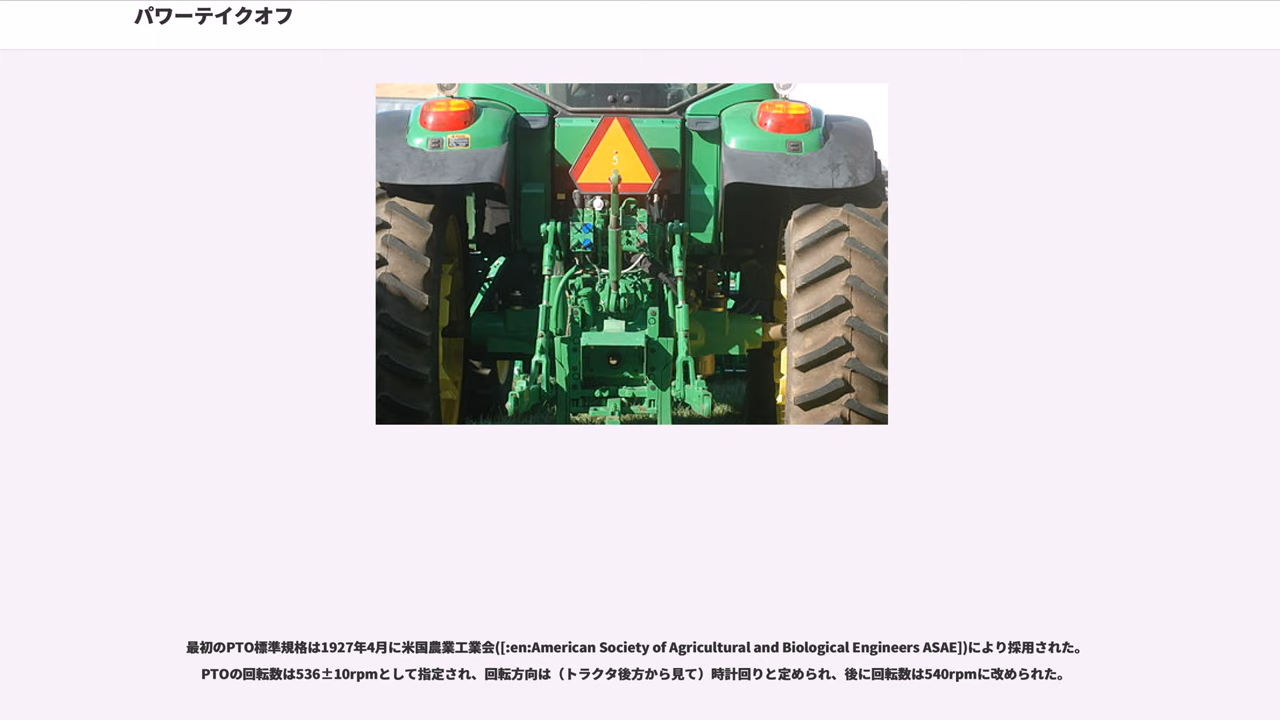 パワーテイクオフ
5
最初のPTO標準規格は1927年4月に米国農業工業会([:en:American Society of Agricultural and Biological Engineers ASAE])により採用された。
PTOの回転数は536±10rpmとして指定され、回転方向は（トラクタ後方から見て）時計回りと定められ、後に回転数は540rpmに改められた。